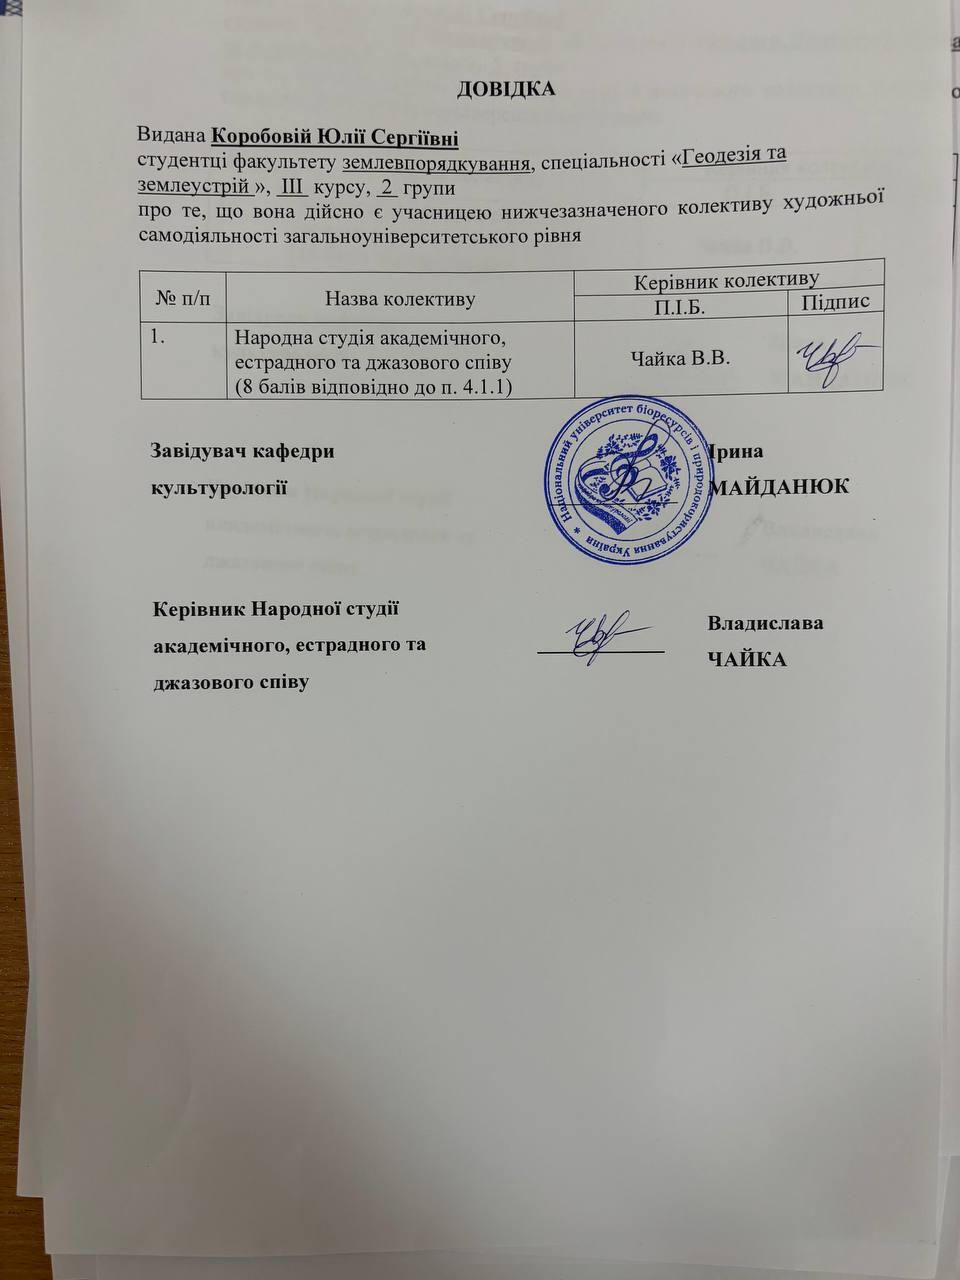 ДОВІДКА
Видана Коробовій Юлії Сергіївні
студентці факультету землевпорядкування, спеціальності «Геодезія та
землеустрій », ІІІ курсу, 2 групи
про те, що вона дійсно є учасницею нижчезазначеного колективу художньої
самодіяльності загальноуніверситетського рівня
№ п/п
Назва колективу
Керівник колективу
П.І.Б.
Підпис
1.
Народна студія академічного,
естрадного та джазового співу
(8 балів відповідно до п. 4.1.1)
Чайка В.В.
Завідувач кафедри
культурології
Національний університет біоресурсів і природокористування України *
Ірина
МАЙДАНЮК
Керівник Народної студії
академічного, естрадного та
джазового співу
Владислава
ЧАЙКА